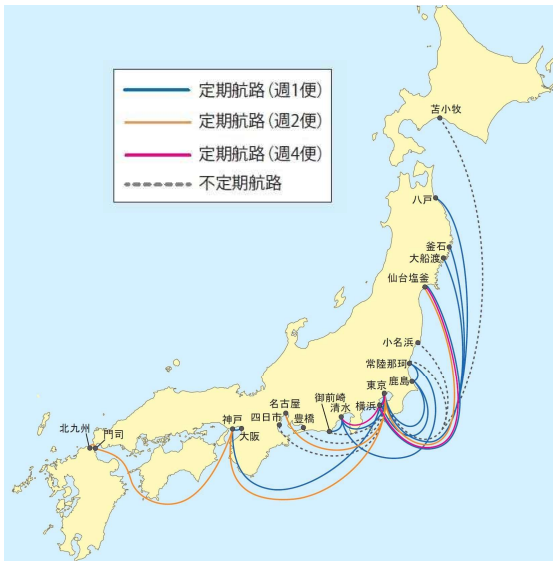 定期航路(週1便)
定期航路(週2便)
定期航路(週4便)
不定期航路
苫小牧
八戸
釜石
大船渡
仙台塩釜
小名浜
常陸那珂
鹿島
東京
横浜
清水
御前崎
名古屋
豊橋
四日市
神戸
大阪
北九州
門司